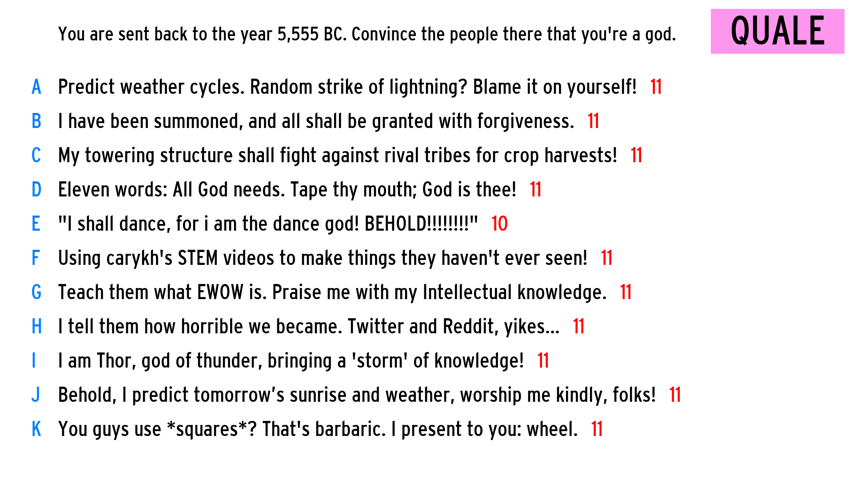 You are sent back to the year 5,555 BC. Convince the people there that you're a god.
QUALE
A Predict weather cycles. Random strike of lightning? Blame it on yourself! 11
B I have been summoned, and all shall be granted with forgiveness. 11
C My towering structure shall fight against rival tribes for crop harvests! 11
D Eleven words: All God needs. Tape thy mouth; God is thee! 11
E "I shall dance, for i am the dance god! BEHOLD!!!!!!!!" 10
F Using carykh's STEM videos to make things they haven't ever seen! 11
G Teach them what EWOW is. Praise me with my Intellectual knowledge. 11
H I tell them how horrible we became. Twitter and Reddit, yikes... 11
I I am Thor, god of thunder, bringing a 'storm' of knowledge! 11
J Behold, I predict tomorrow’s sunrise and weather, worship me kindly, folks! 11
K You guys use *squares*? That's barbaric. I present to you: wheel. 11